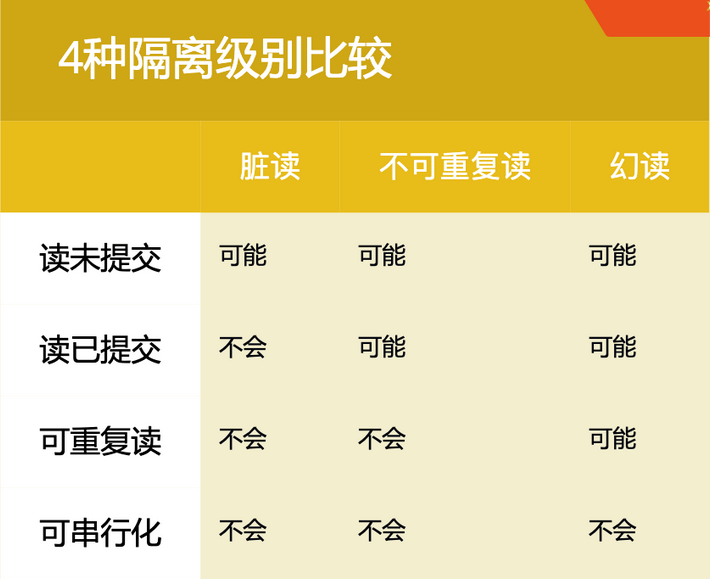 4种隔离级别比较
脏读 不可重复读 幻读
读未提交 可能 可能 可能
读已提交 不会 可能 可能
可重复读 不会 不会 可能
可串行化 不会 不会 不会